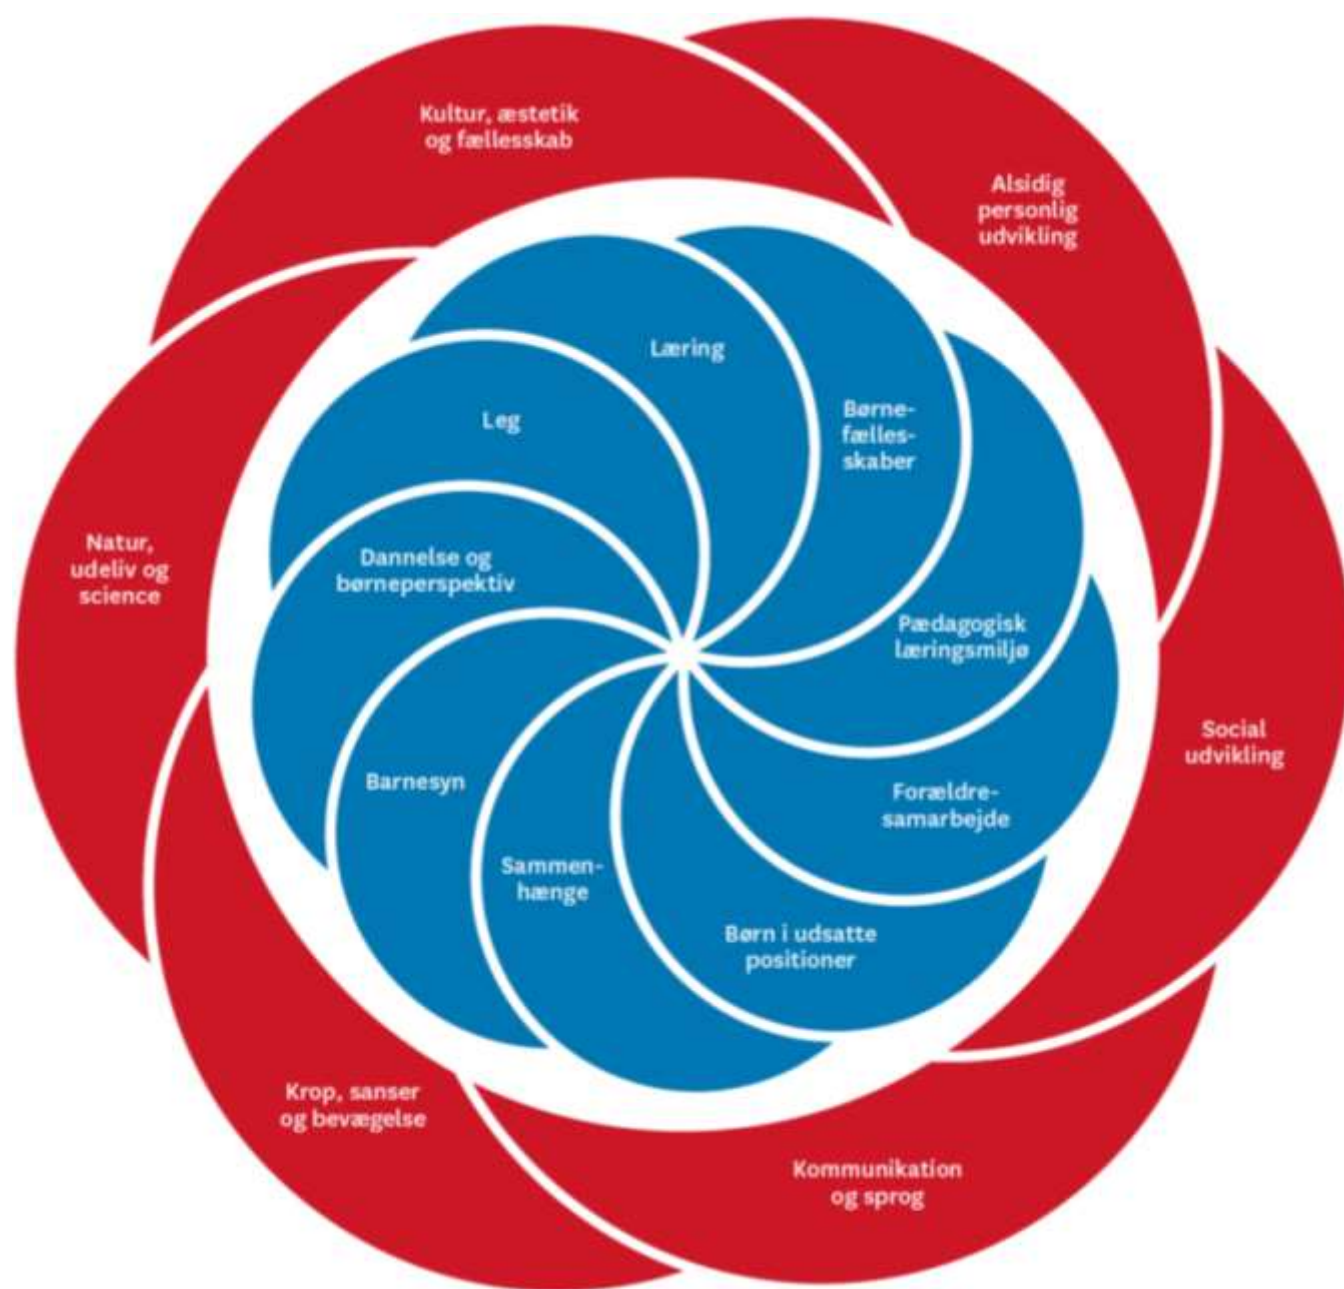 Kultur, æstetik
og fællesskab
Alsidig
personlig
udvikling
Læring
Børne-
fælles-
skaber
Leg
Natur,
udeliv og
science
Dannelse og
børneperspektiv
Pædagogisk
læringsmiljø
Social
udvikling
Barnesyn
Forældre-
samarbejde
Sammen-
hænge
Børn i udsatte
positioner
Krop, sanser
og bevægelse
Kommunikation
og sprog